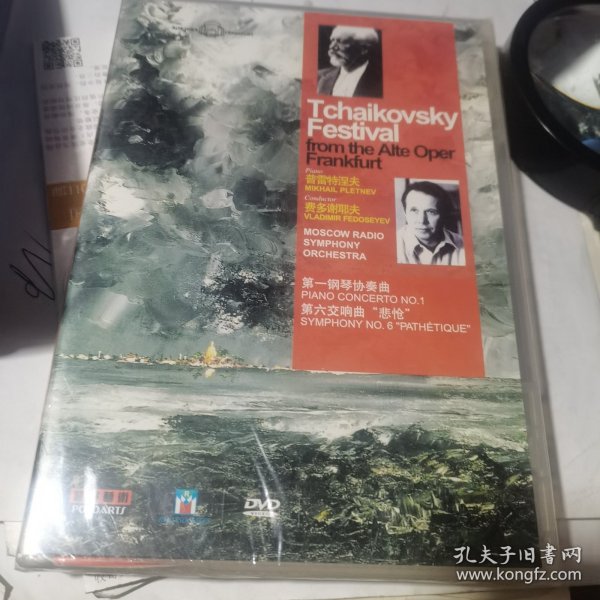 Tchaikovsky
Festival
from the Alte Oper
Frankfurt
Piano
普雷特涅夫
MIKHAIL PLETNEV
Conductor
费多谢耶夫
VLADIMIR FEDOSEYEV
MOSCOW RADIO
SYMPHONY
ORCHESTRA
第一钢琴协奏曲
PIANO CONCERTO NO.1
第六交响曲“悲怆”
SYMPHONY NO. 6 "PATHÉTIQUE"
POLOARTS
DVD
孔夫子旧书网
www.kongfz.com